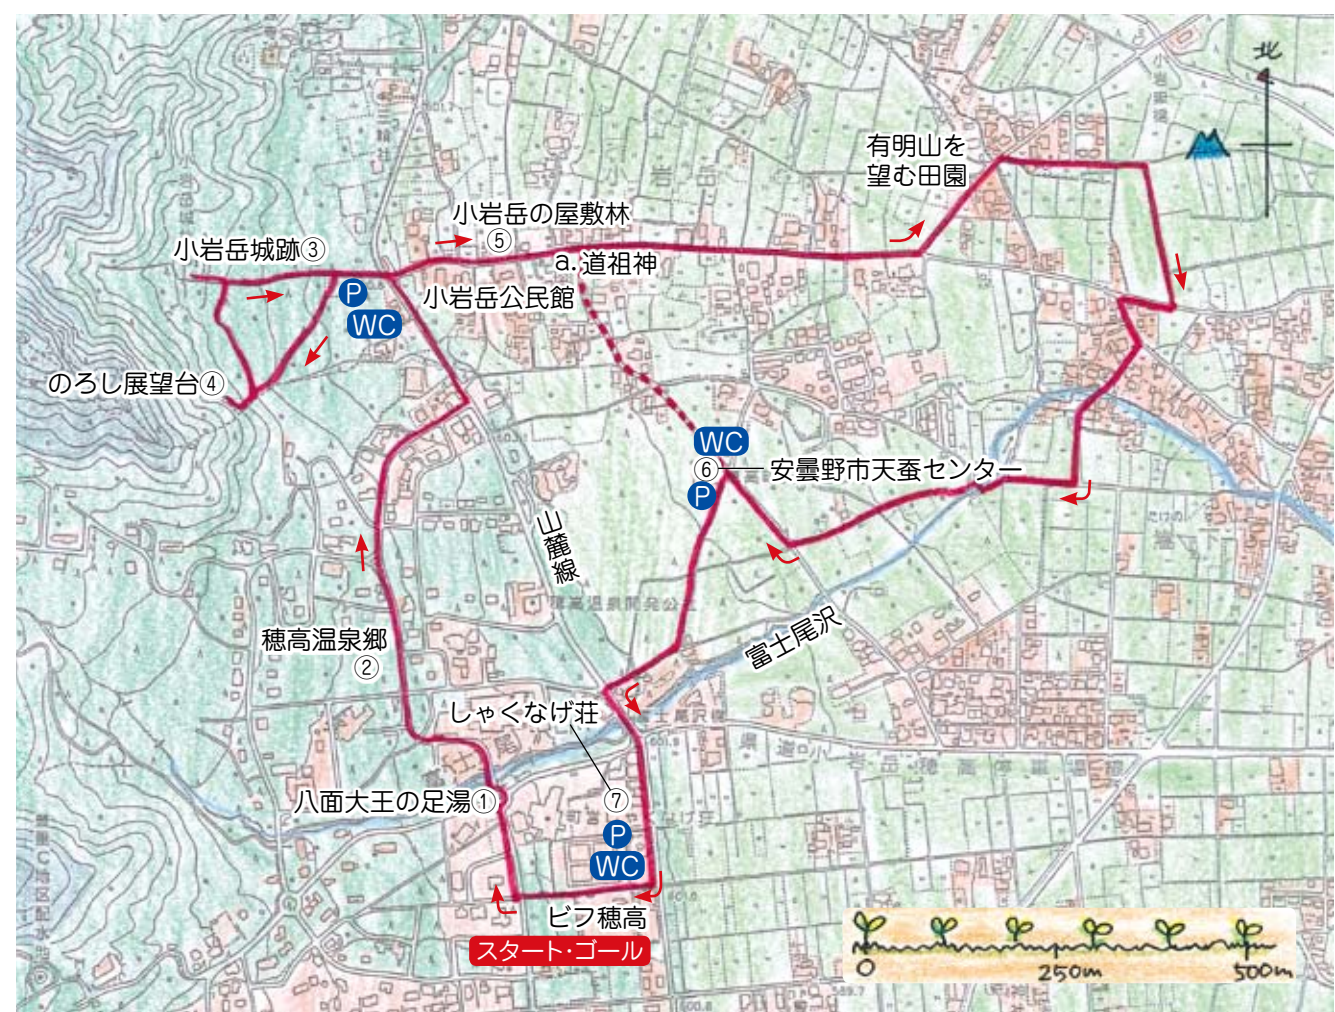 北
有明山を
望む田園
小岩岳の屋敷林
⑤
小岩岳城跡③
a.道祖神
P
WC
小岩岳公民館
のろし展望台④
WC
⑥
安曇野市天蚕センター
P
山麓線
穂高温泉郷
②
富士尾沢
しゃくなげ荘
八面大王の足湯①
⑦
P
WC
ビフ穂高
スタート・ゴール
0
250m
500m